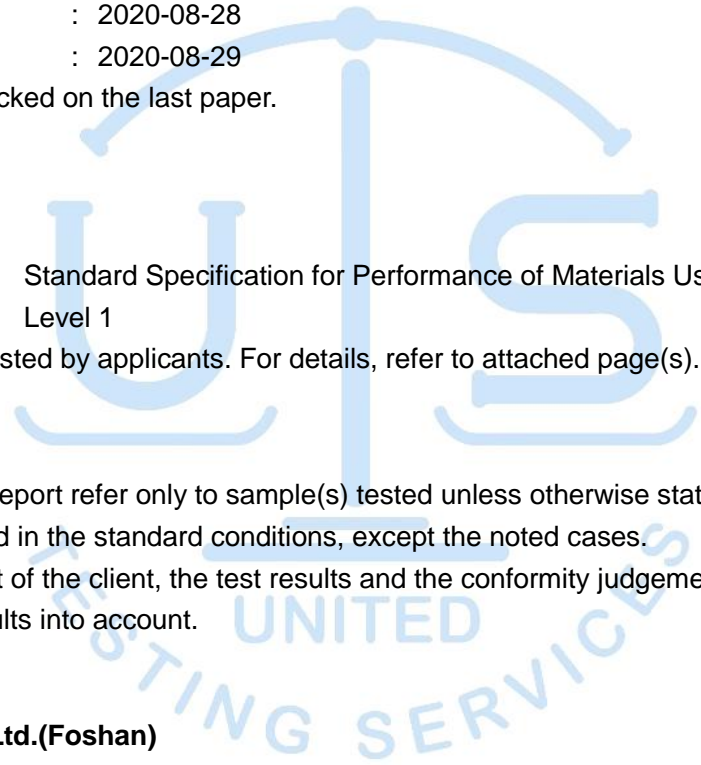 : 2020-08-28
: 2020-08-29
cked on the last paper.
Standard Specification for Performance of Materials Us
Level 1
sted by applicants. For details, refer to attached page(s).
eport refer only to sample(s) tested unless otherwise stat
d in the standard conditions, except the noted cases.
t of the client, the test results and the conformity judgeme
ults into account.
.td.(Foshan)
U S
UNITED
TESTING SERVICES